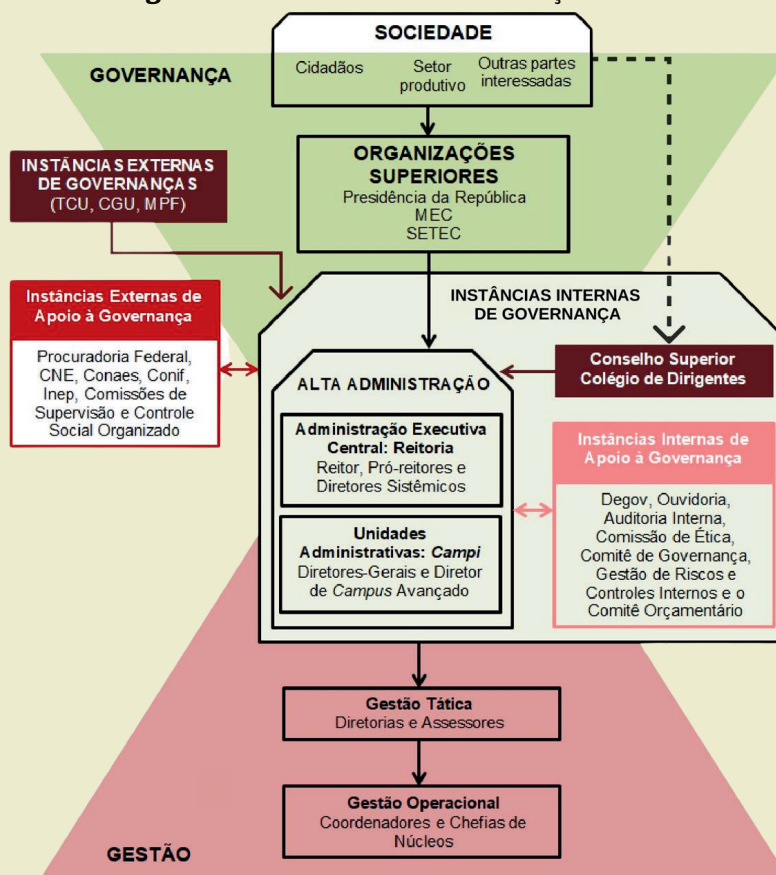 SOCIEDADE
GOVERNANÇA
Cidadãos
Setor
produtivo
Outras partes
interessadas
INSTÂNCIAS EXTERNAS
DE GOVERNANÇAS
(TCU, CGU, MPF)
ORGANIZAÇÕES
SUPERIORES
Presidência da República
MEC
SETEC
Instâncias Externas de
Apoio à Governança
Procuradoria Federal,
CNE, Conaes, Conif,
Inep, Comissões de
Supervisão e Controle
Social Organizado
INSTÂNCIAS INTERNAS
DE GOVERNANÇA
Conselho Superior
Colégio de Dirigentes
ALTA ADMINISTRAÇÃO
Administração Executiva
Central: Reitoria
Reitor, Pró-reitores e
Diretores Sistêmicos
Unidades
Administrativas: Campi
Diretores-Gerais e Diretor
de Campus Avançado
Instâncias Internas de
Apoio à Governança
Degov, Ouvidoria,
Auditoria Interna,
Comissão de Ética,
Comitê de Governança,
Gestão de Riscos e
Controles Internos e o
Comitê Orçamentário
Gestão Tática
Diretorias e Assessores
Gestão Operacional
Coordenadores e Chefias de
Núcleos
GESTÃO